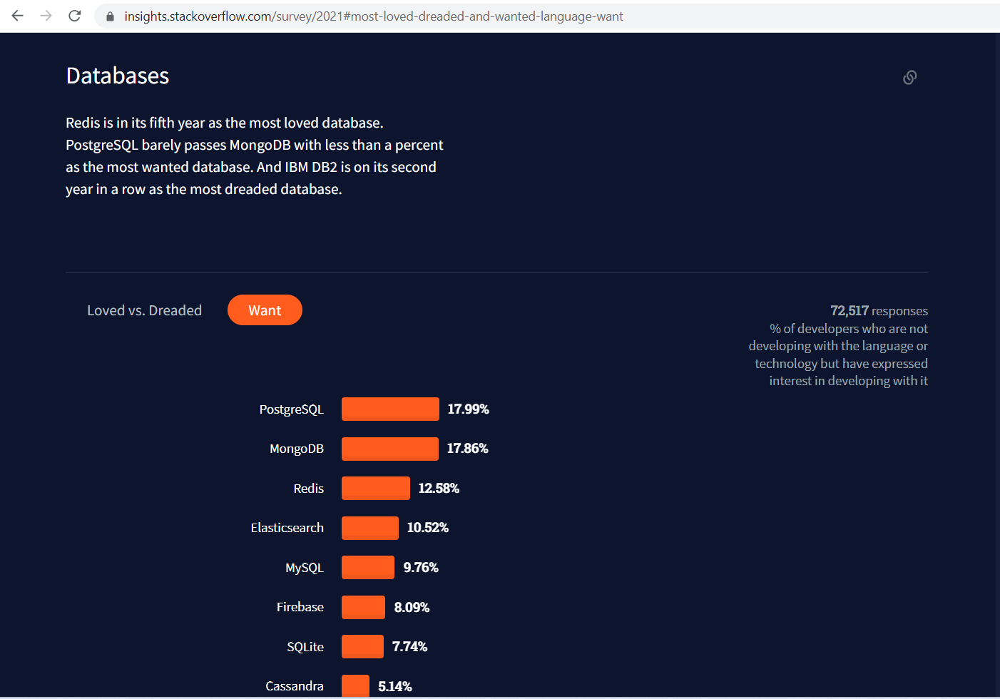 insights.stackoverflow.com/survey/2021#most-loved-dreaded-and-wanted-language-want
Databases
Redis is in its fifth year as the most loved database.
PostgreSQL barely passes MongoDB with less than a percent
as the most wanted database. And IBM DB2 is on its second
year in a row as the most dreaded database.
Loved vs. Dreaded Want
72,517 responses
% of developers who are not
developing with the language or
technology but have expressed
interest in developing with it
PostgreSQL 17.99%
MongoDB 17.86%
Redis 12.58%
Elasticsearch 10.52%
MySQL 9.76%
Firebase 8.09%
SQLite 7.74%
Cassandra 5.14%